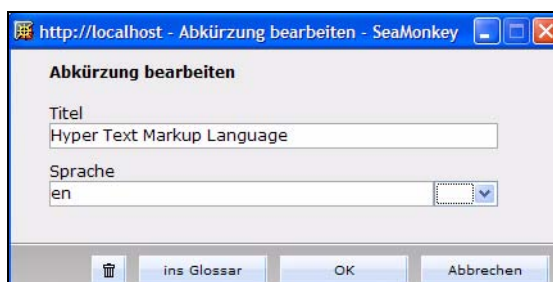 http://localhost - Abkürzung bearbeiten - SeaMonkey
Abkürzung bearbeiten
Titel
Hyper Text Markup Language
Sprache
en
ins Glossar OK Abbrechen